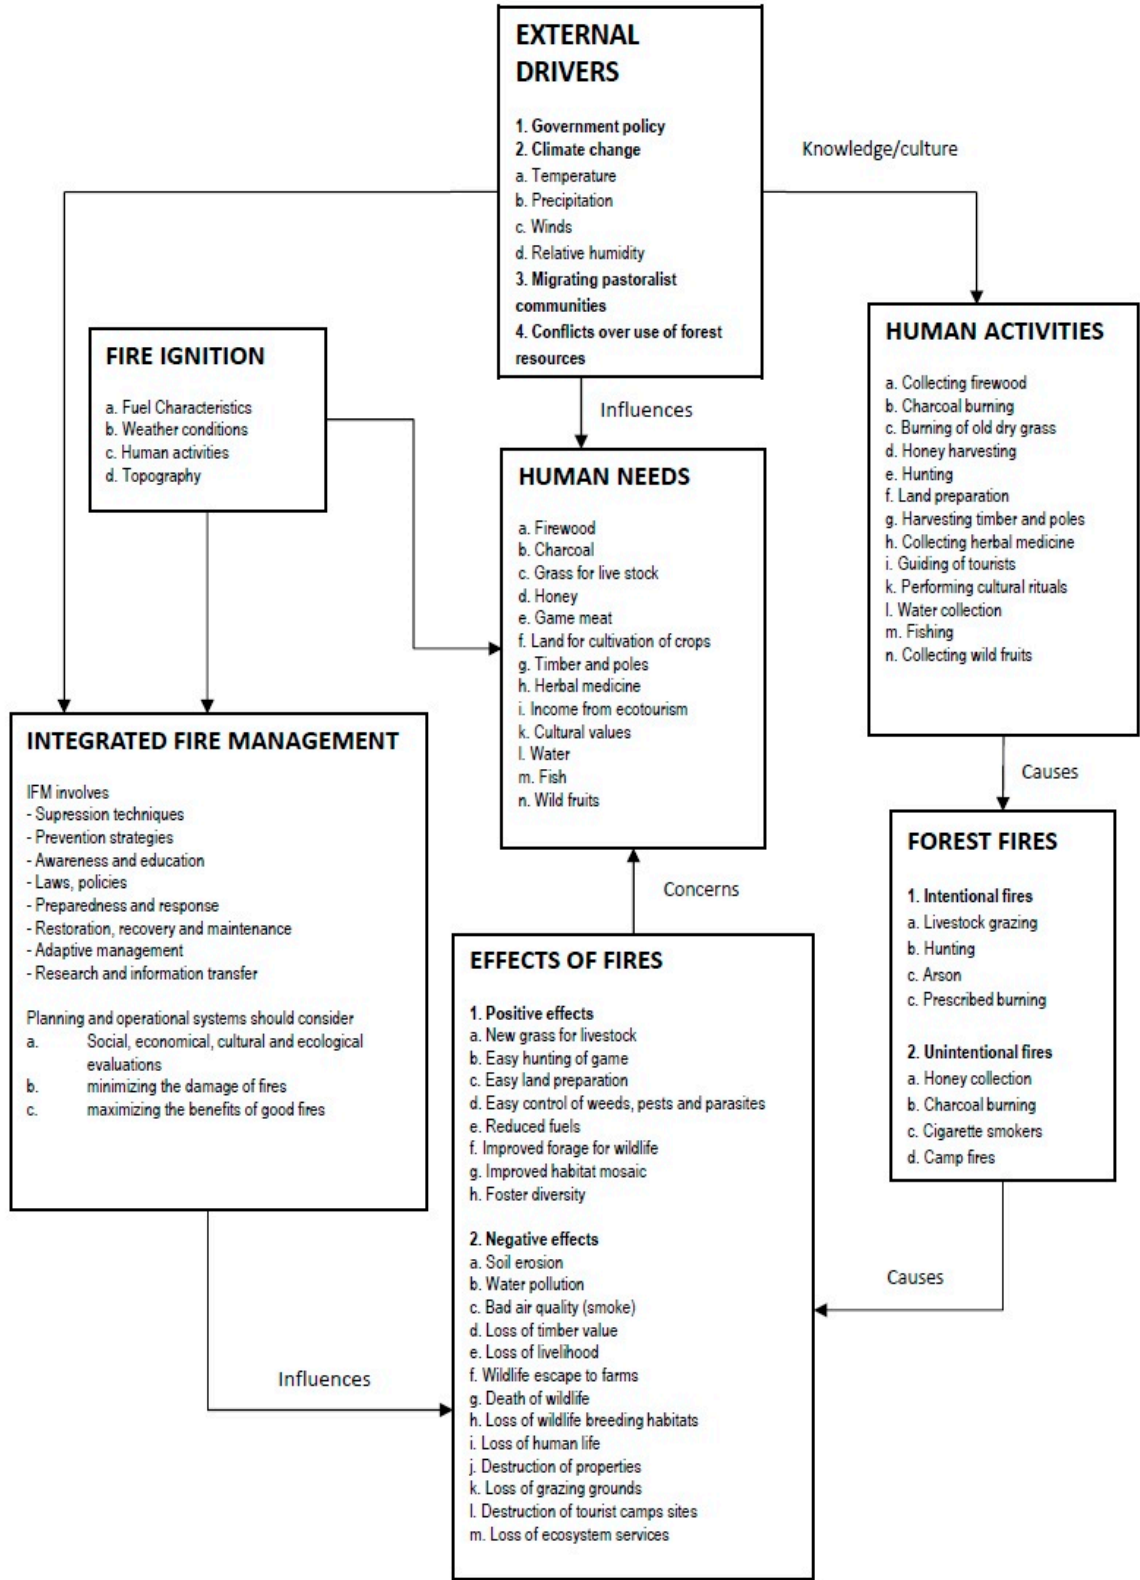 EXTERNAL
DRIVERS
1. Government policy
2. Climate change
a. Temperature
b. Precipitation
c. Winds
d. Relative humidity
3. Migrating pastoralist
communities
4. Conflicts over use of forest
resources
Knowledge/culture
HUMAN ACTIVITIES
a. Collecting firewood
b. Charcoal burning
c. Burning of old dry grass
d. Honey harvesting
e. Hunting
f. Land preparation
g. Harvesting timber and poles
h. Collecting herbal medicine
i. Guiding of tourists
k. Performing cultural rituals
l. Water collection
m. Fishing
n. Collecting wild fruits
FIRE IGNITION
a. Fuel Characteristics
b. Weather conditions
c. Human activities
d. Topography
Influences
HUMAN NEEDS
a. Firewood
b. Charcoal
c. Grass for live stock
d. Honey
e. Game meat
f. Land for cultivation of crops
g. Timber and poles
h. Herbal medicine
i. Income from ecotourism
k. Cultural values
l. Water
m. Fish
n. Wild fruits
INTEGRATED FIRE MANAGEMENT
IFM involves
- Supression techniques
- Prevention strategies
- Awareness and education
- Laws, policies
- Preparedness and response
- Restoration, recovery and maintenance
- Adaptive management
- Research and information transfer
Planning and operational systems should consider
a. Social, economical, cultural and ecological
evaluations
b. minimizing the damage of fires
c. maximizing the benefits of good fires
Causes
FOREST FIRES
1. Intentional fires
a. Livestock grazing
b. Hunting
c. Arson
c. Prescribed burning
2. Unintentional fires
a. Honey collection
b. Charcoal burning
c. Cigarette smokers
d. Camp fires
Concerns
EFFECTS OF FIRES
1. Positive effects
a. New grass for livestock
b. Easy hunting of game
c. Easy land preparation
d. Easy control of weeds, pests and parasites
e. Reduced fuels
f. Improved forage for wildlife
g. Improved habitat mosaic
h. Foster diversity
2. Negative effects
a. Soil erosion
b. Water pollution
c. Bad air quality (smoke)
d. Loss of timber value
e. Loss of livelihood
f. Wildlife escape to farms
g. Death of wildlife
h. Loss of wildlife breeding habitats
i. Loss of human life
j. Destruction of properties
k. Loss of grazing grounds
l. Destruction of tourist camps sites
m. Loss of ecosystem services
Causes
Influences